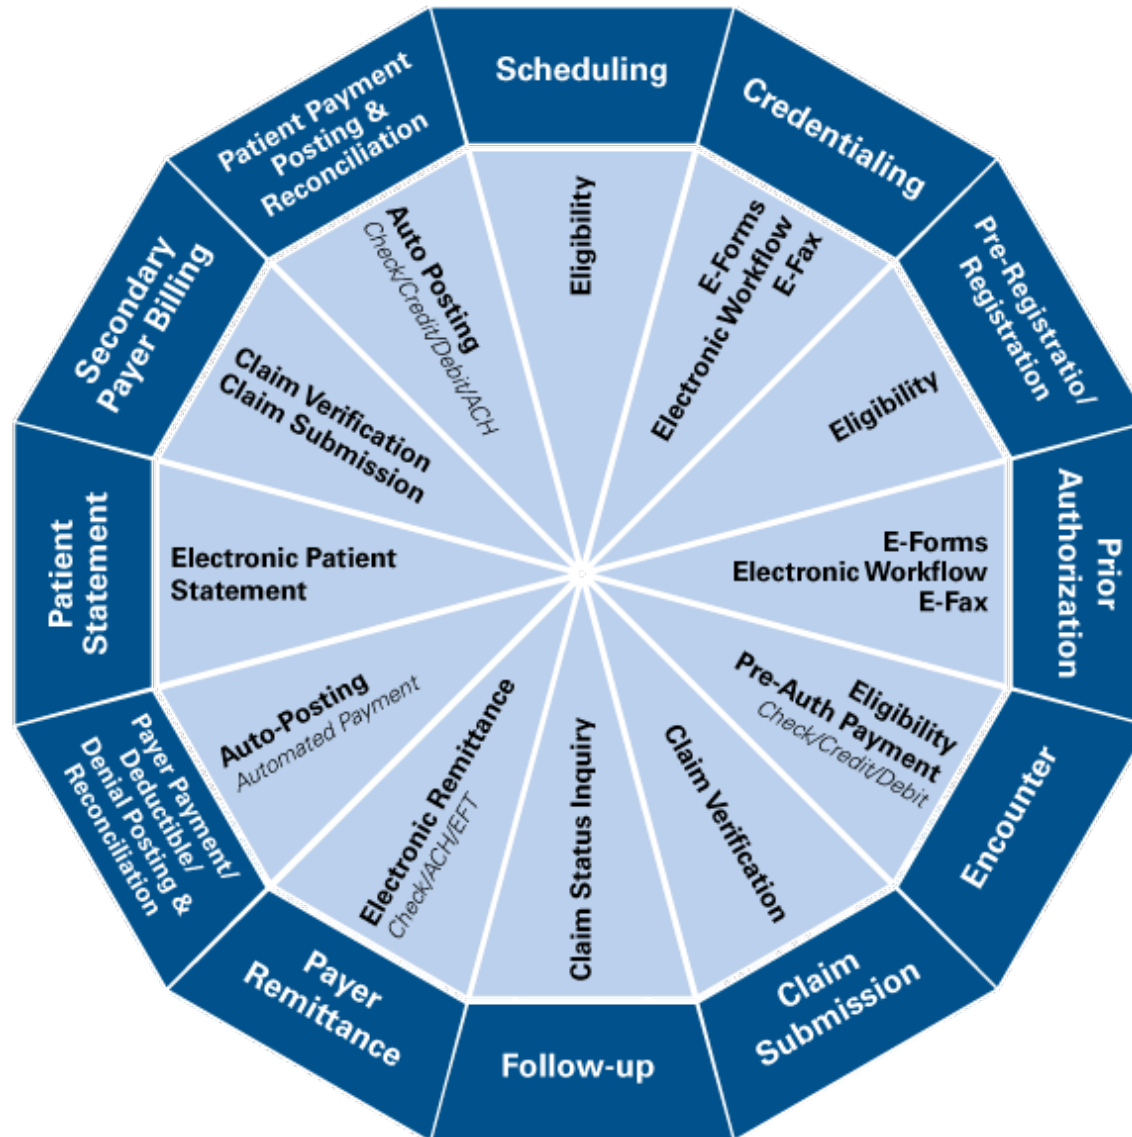 Scheduling
Eligibility
Credentialing
E-Forms
Electronic Workflow
E-Fax
Pre-Registratio/
Registration
Eligibility
Prior
Authorization
E-Forms
Electronic Workflow
E-Fax
Encounter
Eligibility
Pre-Auth Payment
Check/Credit/Debit
Claim
Submission
Claim Verification
Follow-up
Claim Status Inquiry
Payer
Remittance
Electronic Remittance
Check/ACH/EFT
Payer Payment/
Deductible/
Denial Posting &
Reconciliation
Auto-Posting
Automated Payment
Patient
Statement
Electronic Patient
Statement
Secondary
Payer Billing
Claim Verification
Claim Submission
Patient Payment
Posting &
Reconciliation
Auto Posting
Check/Credit/Debit/ACH